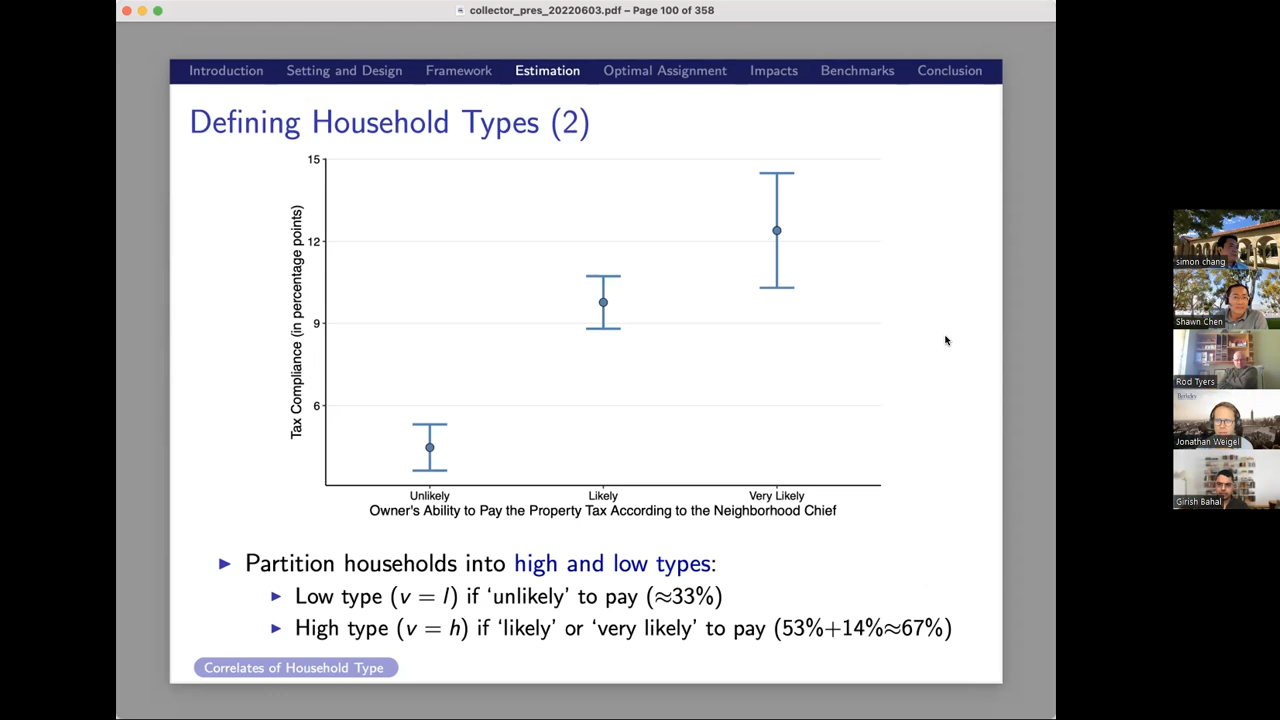 collector_pres_20220603.pdf – Page 100 of 358
Introduction Setting and Design Framework Estimation Optimal Assignment Impacts Benchmarks Conclusion
Defining Household Types (2)
15
12
9
6
Tax Compliance (in percentage points)
Unlikely Likely Very Likely
Owner's Ability to Pay the Property Tax According to the Neighborhood Chief
Partition households into high and low types:
Low type (v = l) if ‘unlikely’ to pay (≈33%)
High type (v = h) if ‘likely’ or ‘very likely’ to pay (53%+14%≈67%)
Correlates of Household Type
simon chang
Shawn Chen
Rod Tyers
Berkeley
Jonathan Weigel
Girish Bahal